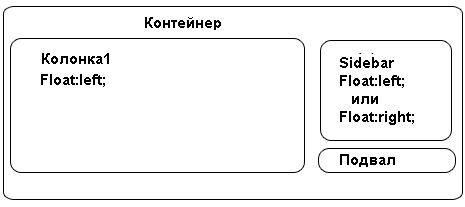 Контейнер
Колонка1
Float:left;
Sidebar
Float:left;
или
Float:right;
Подвал